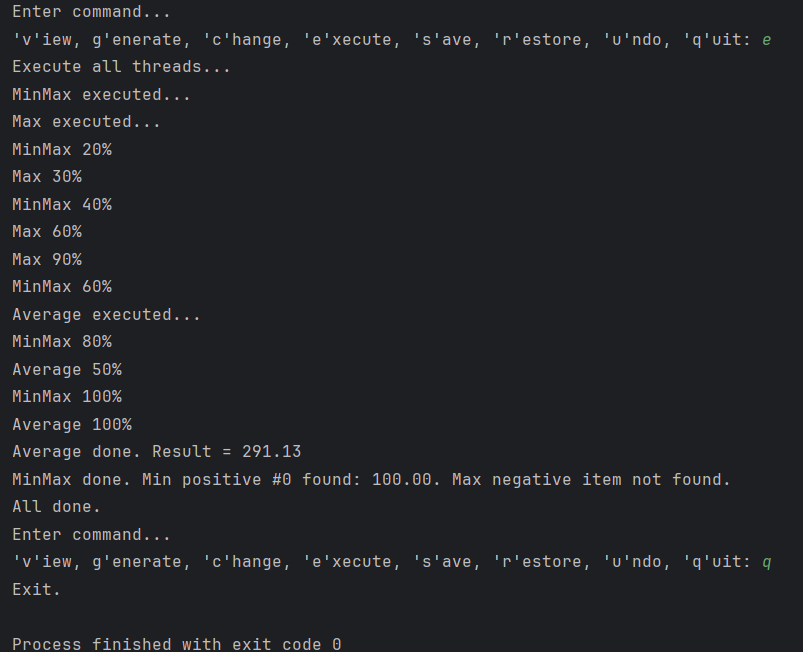 Enter command...
'v'iew, g'enerate, 'c'hange, 'e'xecute, 's'ave, 'r'estore, 'u'ndo, 'q'uit: e
Execute all threads...
MinMax executed...
Max executed...
MinMax 20%
Max 30%
MinMax 40%
Max 60%
Max 90%
MinMax 60%
Average executed...
MinMax 80%
Average 50%
MinMax 100%
Average 100%
Average done. Result = 291.13
MinMax done. Min positive #0 found: 100.00. Max negative item not found.
All done.
Enter command...
'v'iew, g'enerate, 'c'hange, 'e'xecute, 's'ave, 'r'estore, 'u'ndo, 'q'uit: q
Exit.
Process finished with exit code 0